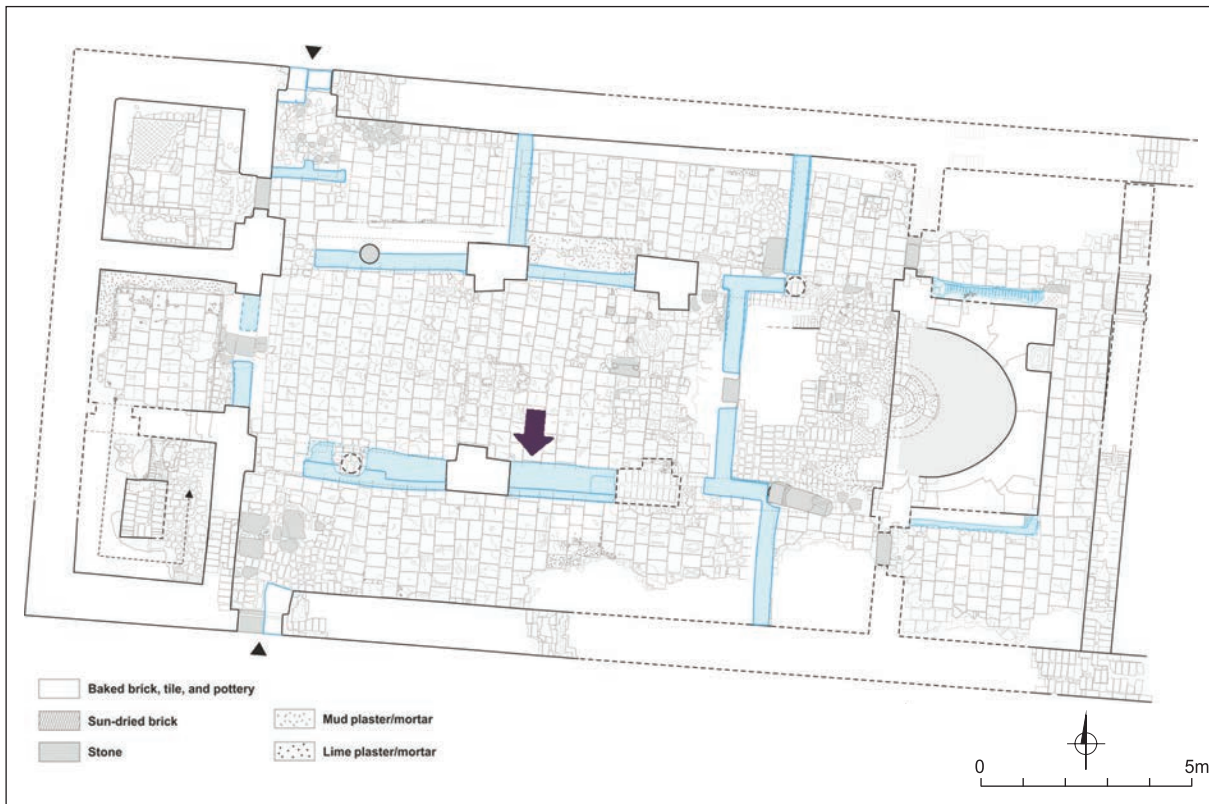 Baked brick, tile, and pottery
Sun-dried brick
Stone
Mud plaster/mortar
Lime plaster/mortar
0
5m